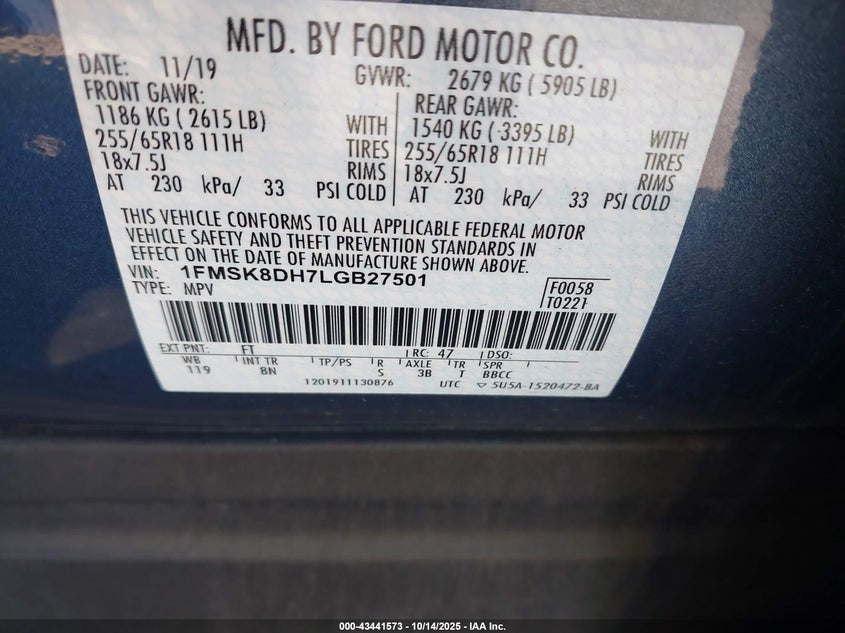 MFD. BY FORD MOTOR CO.
DATE: 11/19 GVWR: 2679 KG ( 5905 LB)
FRONT GAWR: REAR GAWR:
1186 KG ( 2615 LB) WITH 1540 KG ( 3395 LB) WITH
255/65R18 111H TIRES 255/65R18 111H TIRES
18x7.5J RIMS 18x7.5J RIMS
AT 230 kPa/ 33 PSI COLD AT 230 kPa/ 33 PSI COLD
THIS VEHICLE CONFORMS TO ALL APPLICABLE FEDERAL MOTOR
VEHICLE SAFETY AND THEFT PREVENTION STANDARDS IN
EFFECT ON THE DATE OF MANUFACTURE SHOWN ABOVE.
VIN: 1FMSK8DH7LGB27501 F0058
TYPE: MPV T0221
EXT PNT: FT RC: 47 DSO:
WB INT TR TP/PS R AXLE TR SPR
119 8N S 3B T BBCC
1201911130876 UTC ▽ 5U5A-1520472-BA
000-43441573 | 10/14/2025 - IAA Inc.